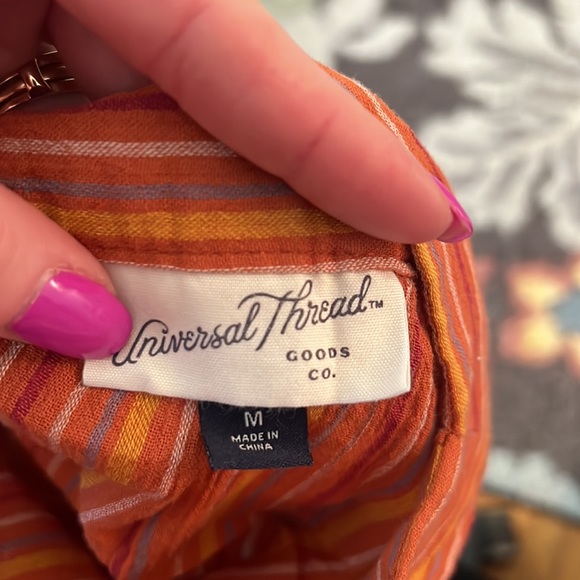 Universal Thread™
GOODS
CO.
M
MADE IN
CHINA